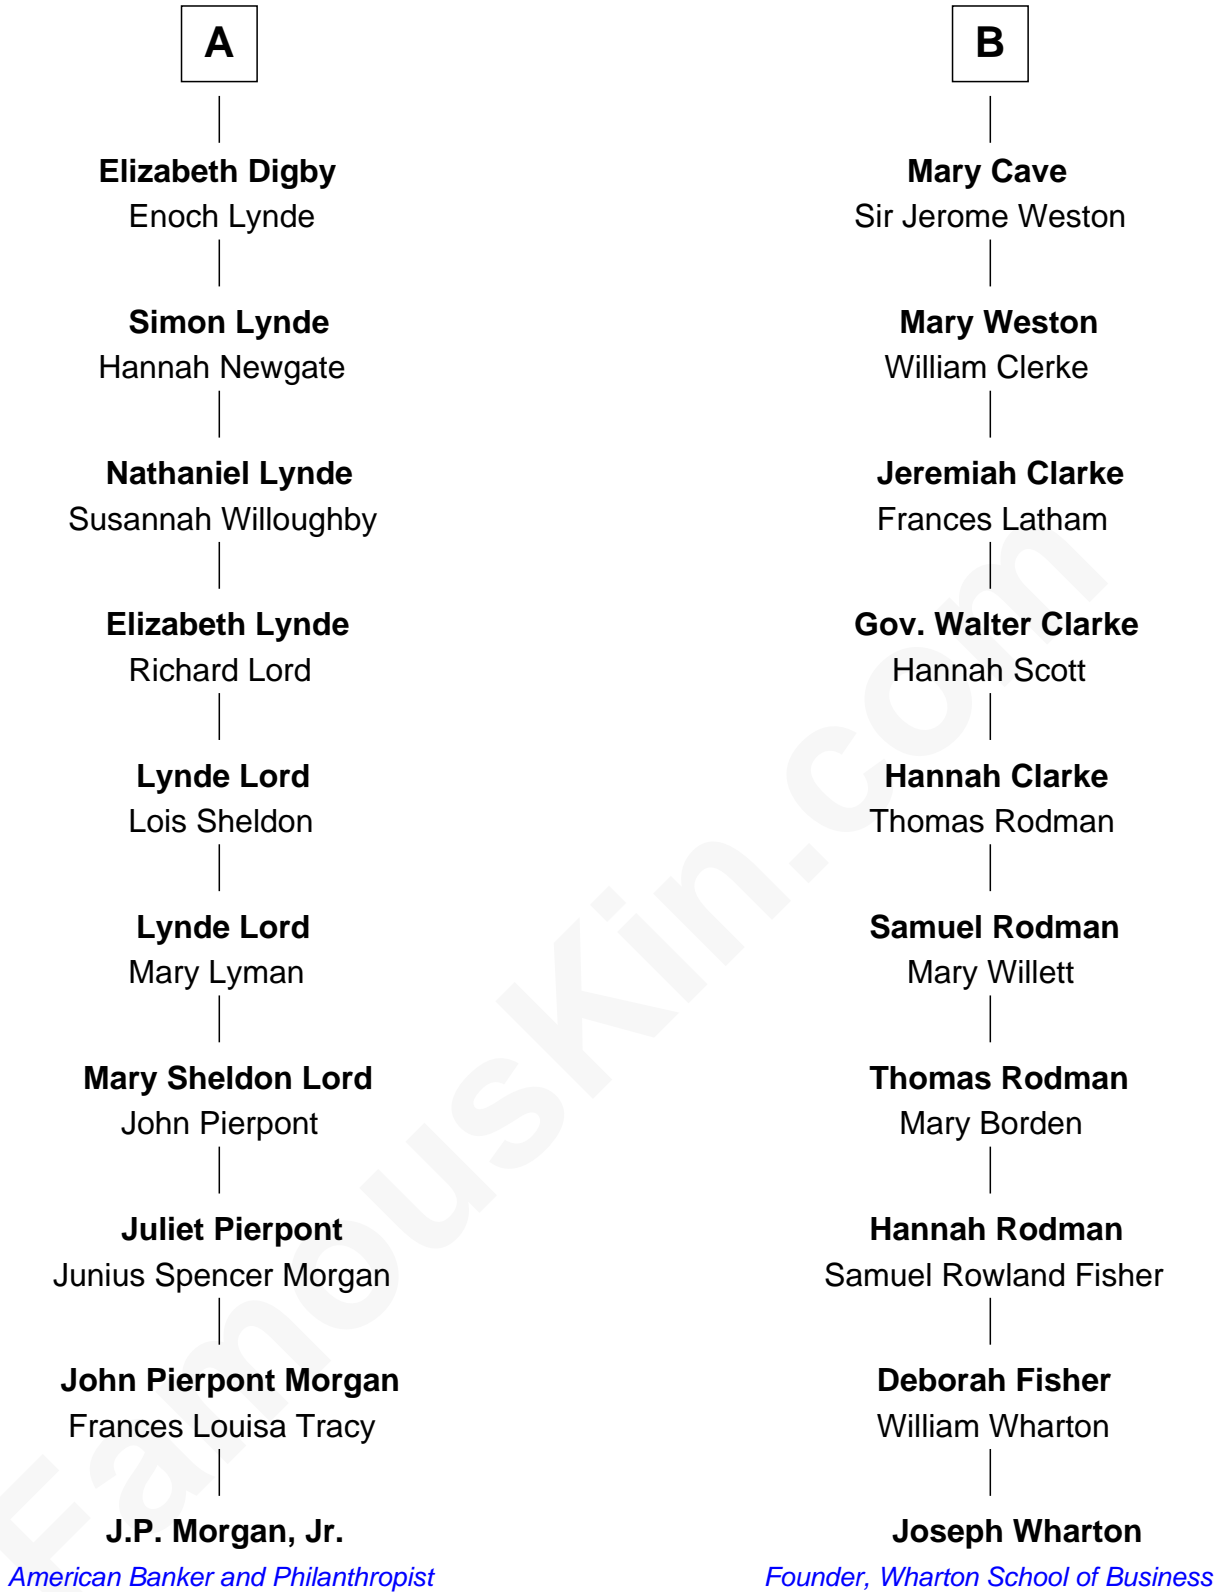 A
Elizabeth Digby
Enoch Lynde
Simon Lynde
Hannah Newgate
Nathaniel Lynde
Susannah Willoughby
Elizabeth Lynde
Richard Lord
Lynde Lord
Lois Sheldon
Lynde Lord
Mary Lyman
Mary Sheldon Lord
John Pierpont
Juliet Pierpont
Junius Spencer Morgan
John Pierpont Morgan
Frances Louisa Tracy
J.P. Morgan, Jr.
American Banker and Philanthropist
B
Mary Cave
Sir Jerome Weston
Mary Weston
William Clerke
Jeremiah Clarke
Frances Latham
Gov. Walter Clarke
Hannah Scott
Hannah Clarke
Thomas Rodman
Samuel Rodman
Mary Willett
Thomas Rodman
Mary Borden
Hannah Rodman
Samuel Rowland Fisher
Deborah Fisher
William Wharton
Joseph Wharton
Founder, Wharton School of Business
FamousKin.com